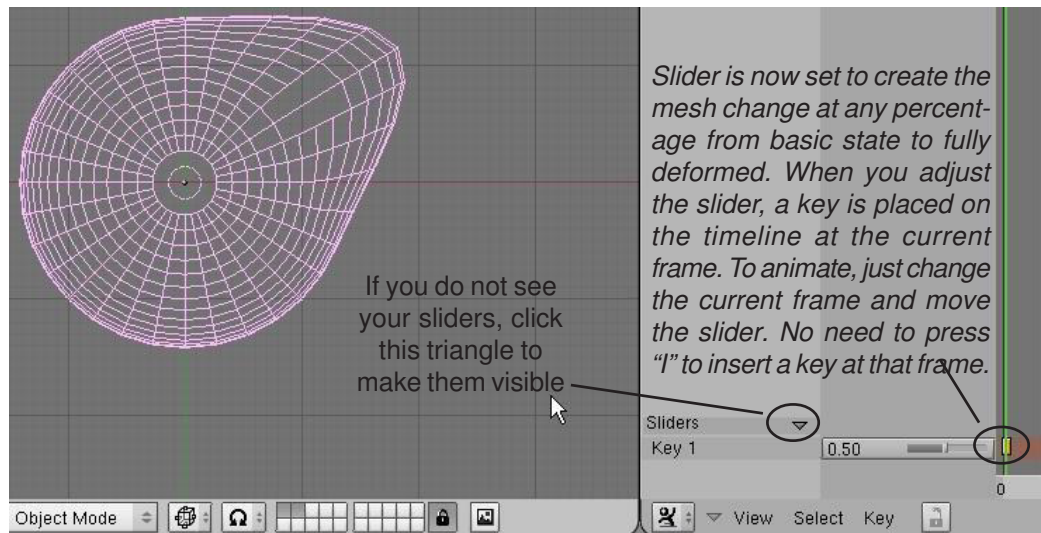 Slider is now set to create the
mesh change at any percent-
age from basic state to fully
deformed. When you adjust
the slider, a key is placed on
the timeline at the current
frame. To animate, just change
the current frame and move
the slider. No need to press
“I” to insert a key at that frame.
If you do not see
your sliders, click
this triangle to
make them visible
Sliders
Key 1
0.50
0
Object Mode
View Select Key